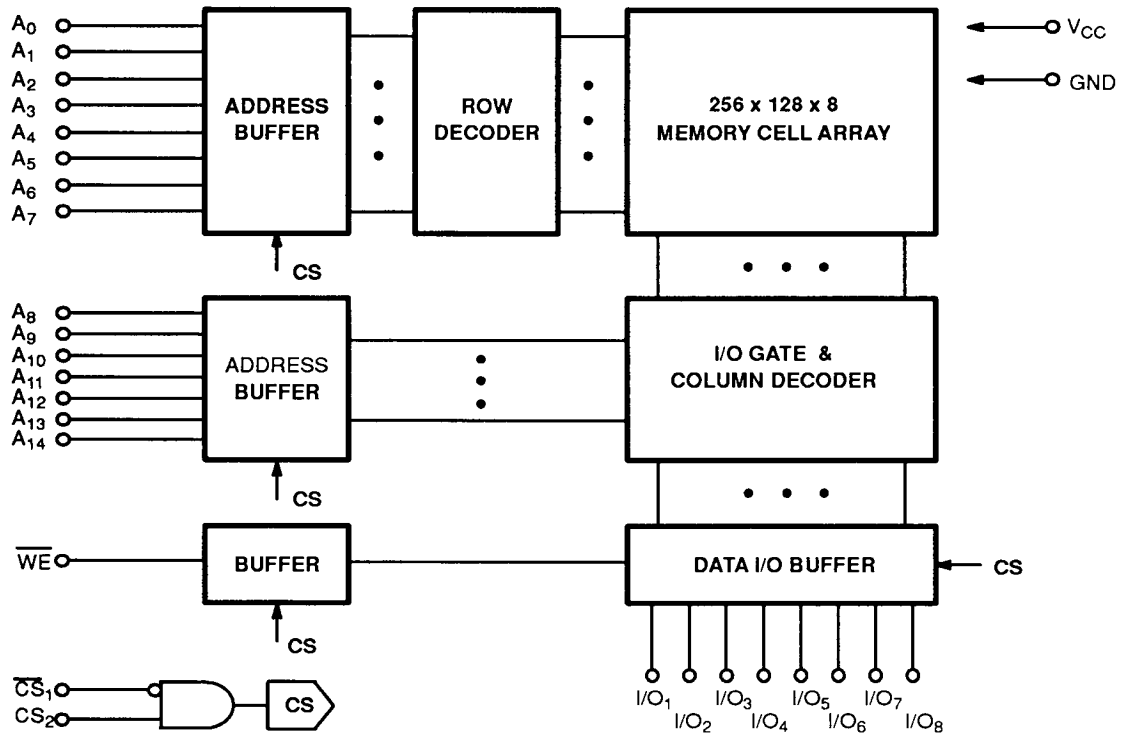 A0
A1
A2
A3
A4
A5
A6
A7
ADDRESS
BUFFER
CS
ROW
DECODER
256 x 128 x 8
MEMORY CELL ARRAY
VCC
GND
A8
A9
A10
A11
A12
A13
A14
ADDRESS
BUFFER
CS
I/O GATE &
COLUMN DECODER
WE
BUFFER
CS
DATA I/O BUFFER
CS
CS1
CS2
CS
I/O1
I/O2
I/O3
I/O4
I/O5
I/O6
I/O7
I/O8